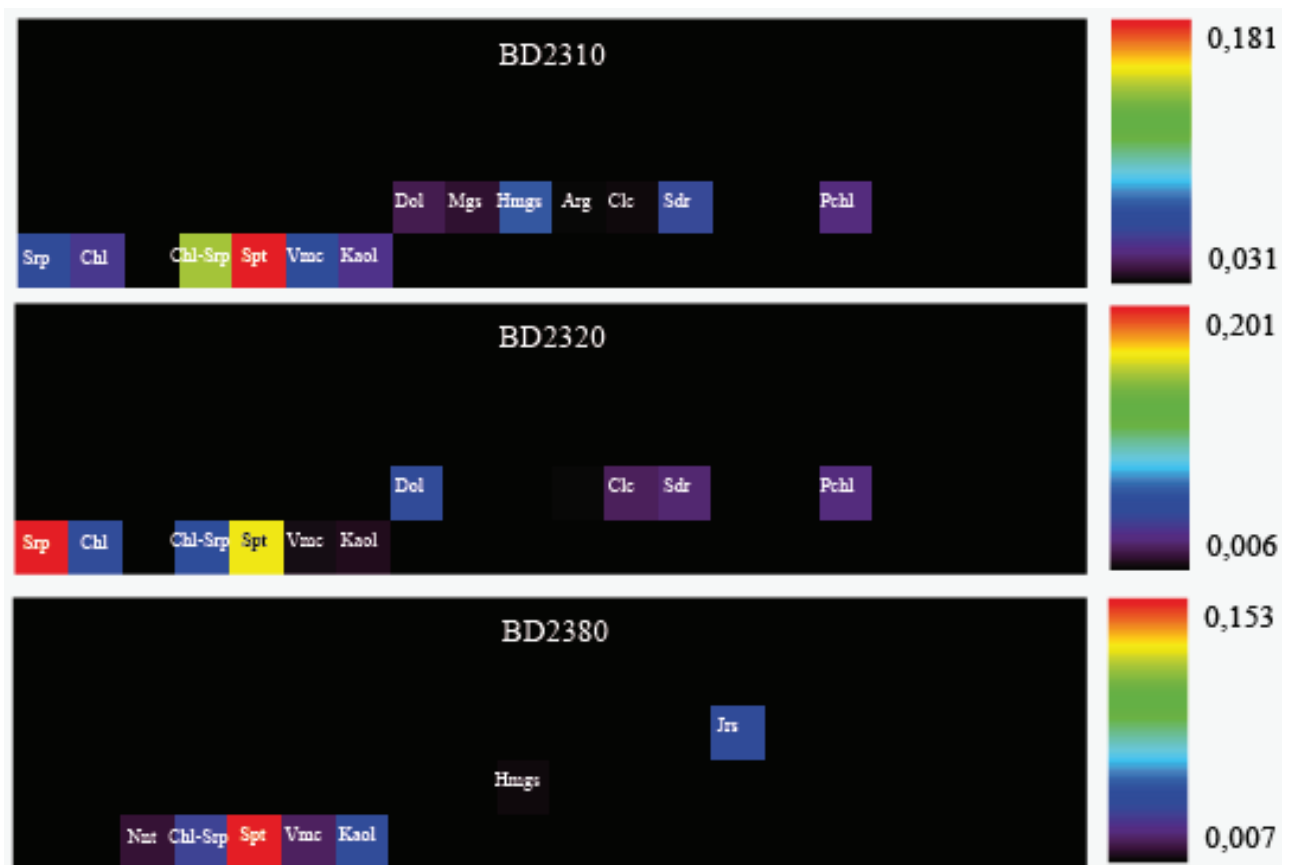 BD2310
0,181
Dol Mgs Hmgs Arg Clc Sdr Pchl
Srp Chl Chl-Srp Spt Vmc Kaol
0,031
BD2320
0,201
Dol Clc Sdr Pchl
Srp Chl Chl-Srp Spt Vmc Kaol
0,006
BD2380
0,153
Jrs
Hmgs
Nnt Chl-Srp Spt Vmc Kaol
0,007